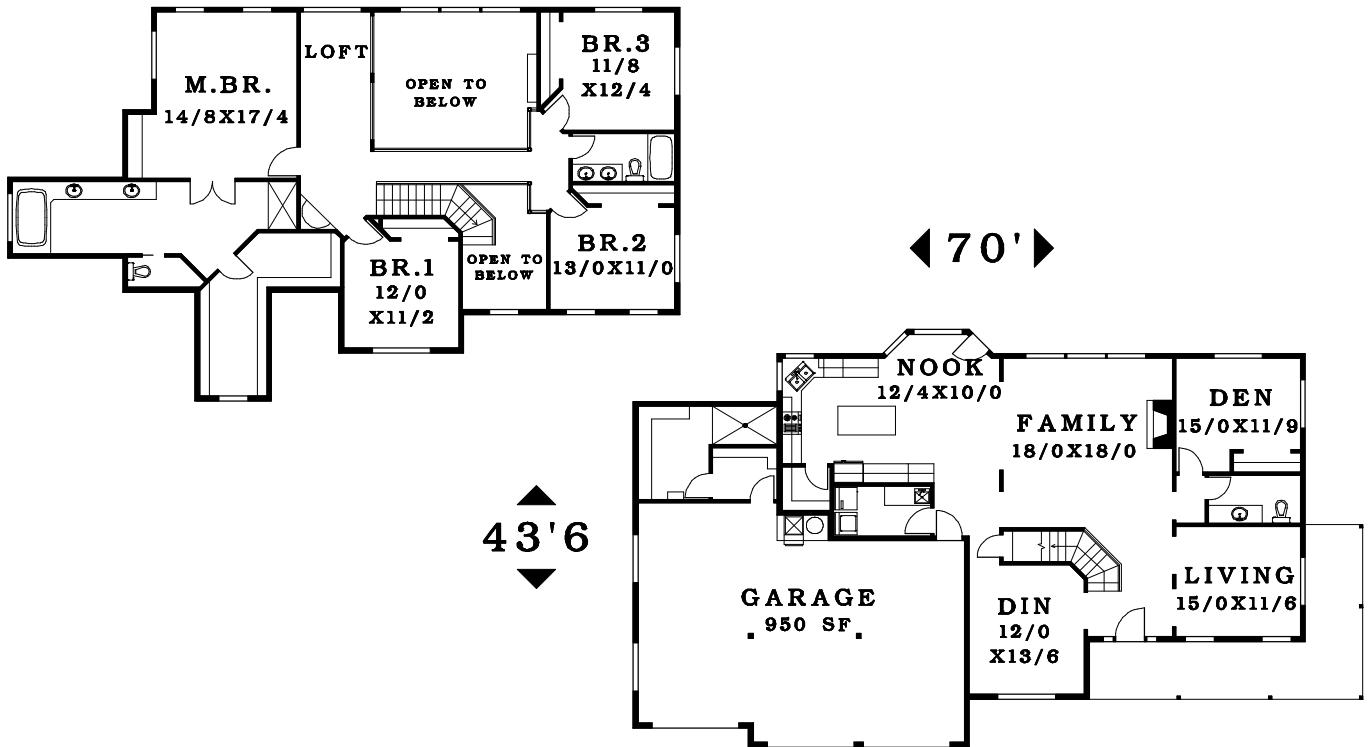 LOFT
M.BR.
14/8X17/4
OPEN TO
BELOW
BR.3
11/8
X12/4
BR.1
12/0
X11/2
OPEN TO
BELOW
BR.2
13/0X11/0
70'
43'6
NOOK
12/4X10/0
FAMILY
18/0X18/0
DEN
15/0X11/9
GARAGE
950 SF
DIN
12/0
X13/6
LIVING
15/0X11/6